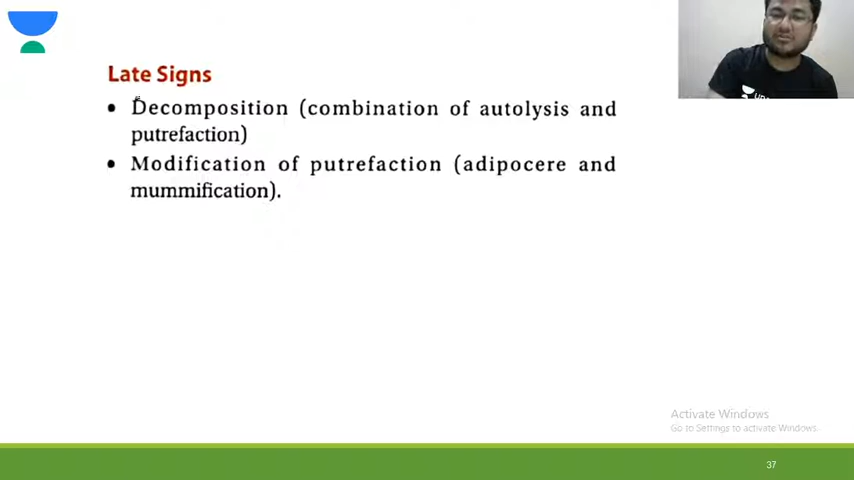 Late Signs
• Decomposition (combination of autolysis and
putrefaction)
• Modification of putrefaction (adipocere and
mummification).
Activate Windows
Go to Settings to activate Windows.
37